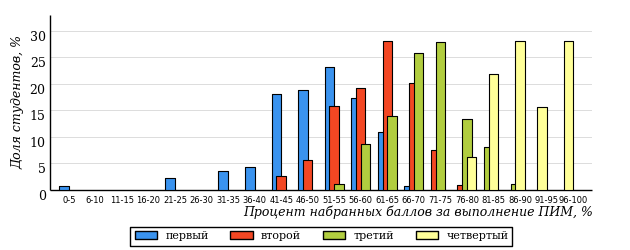 Доля студентов, %
30
25
20
15
10
5
0
0-5 6-10 11-15 16-20 21-25 26-30 31-35 36-40 41-45 46-50 51-55 56-60 61-65 66-70 71-75 76-80 81-85 86-90 91-95 96-100
Процент набранных баллов за выполнение ПИМ, %
первый второй третий четвертый